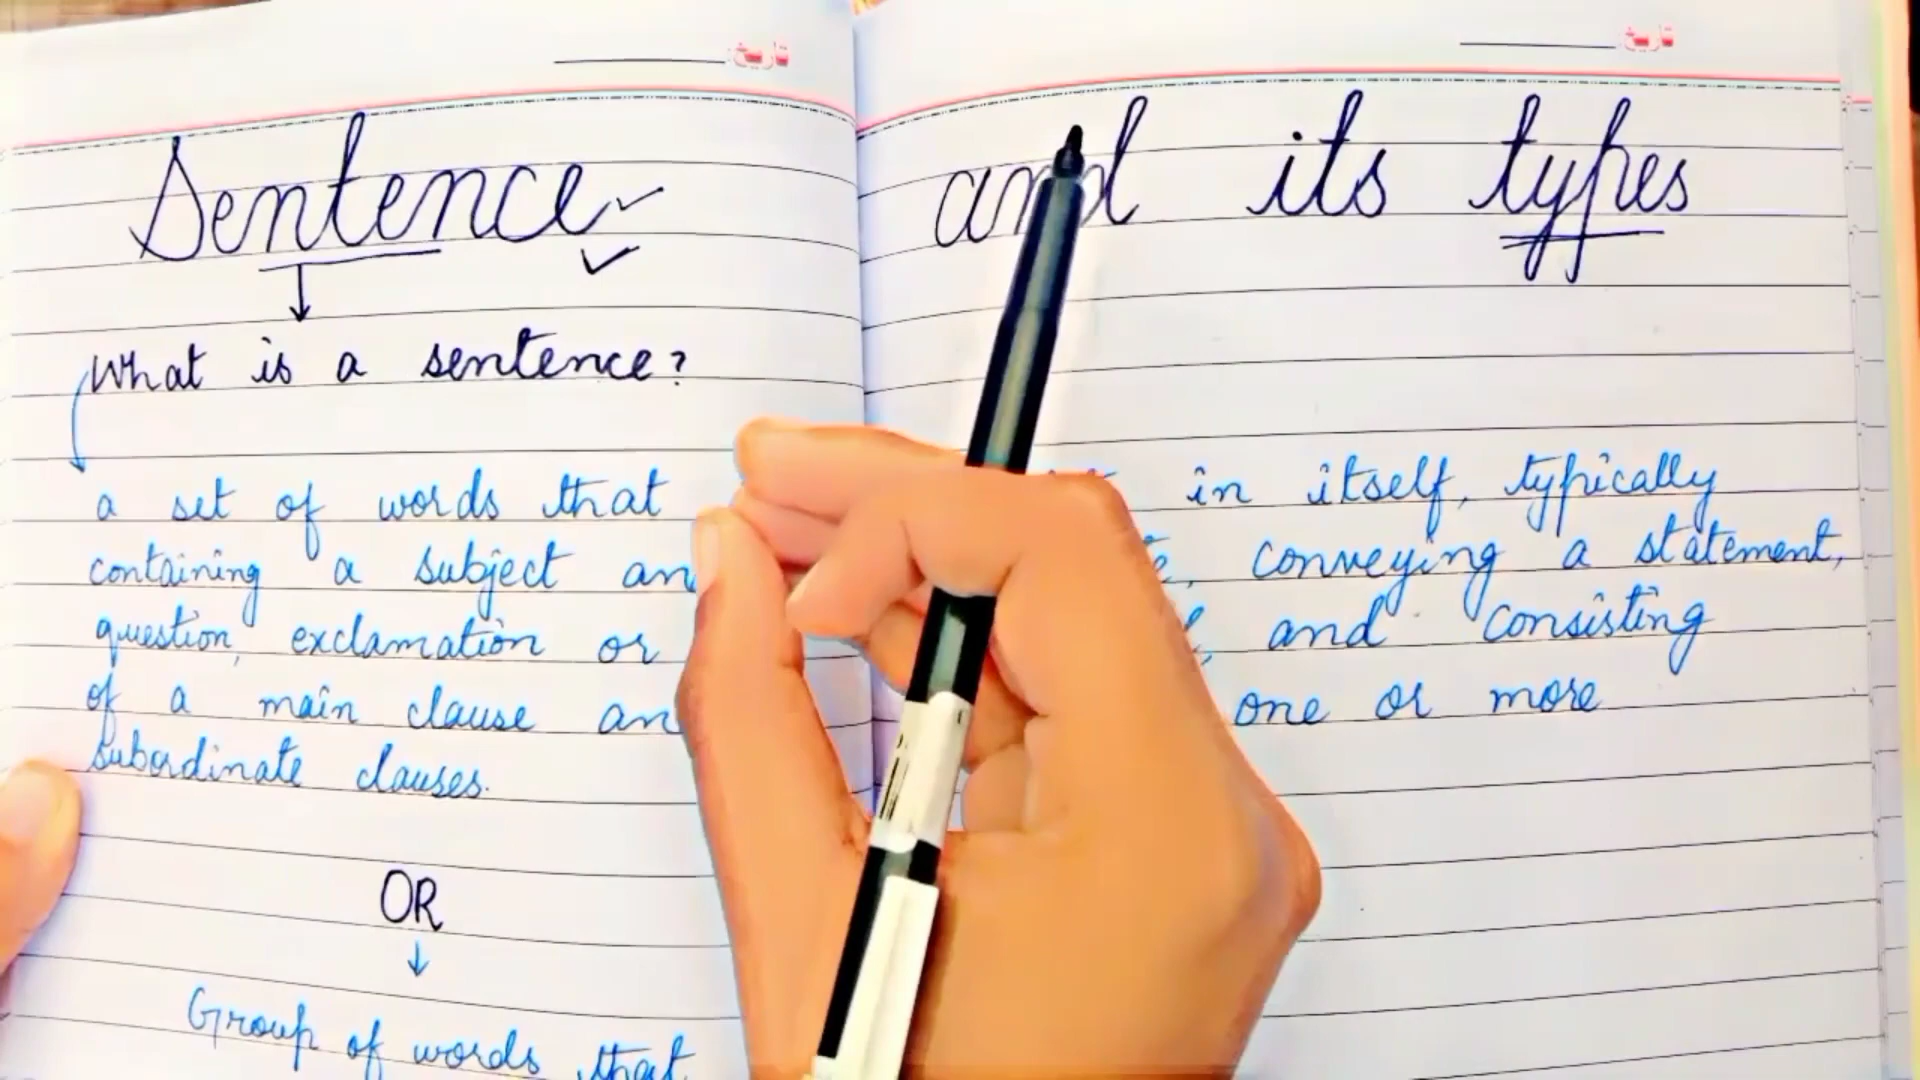 تاریخ تاریخ
Sentence and its types
What is a sentence?
a set of words that in itself, typically
containing a subject an conveying a statement,
question, exclamation or and consisting
of a main clause an one or more
subordinate clauses.
OR
Group of words that